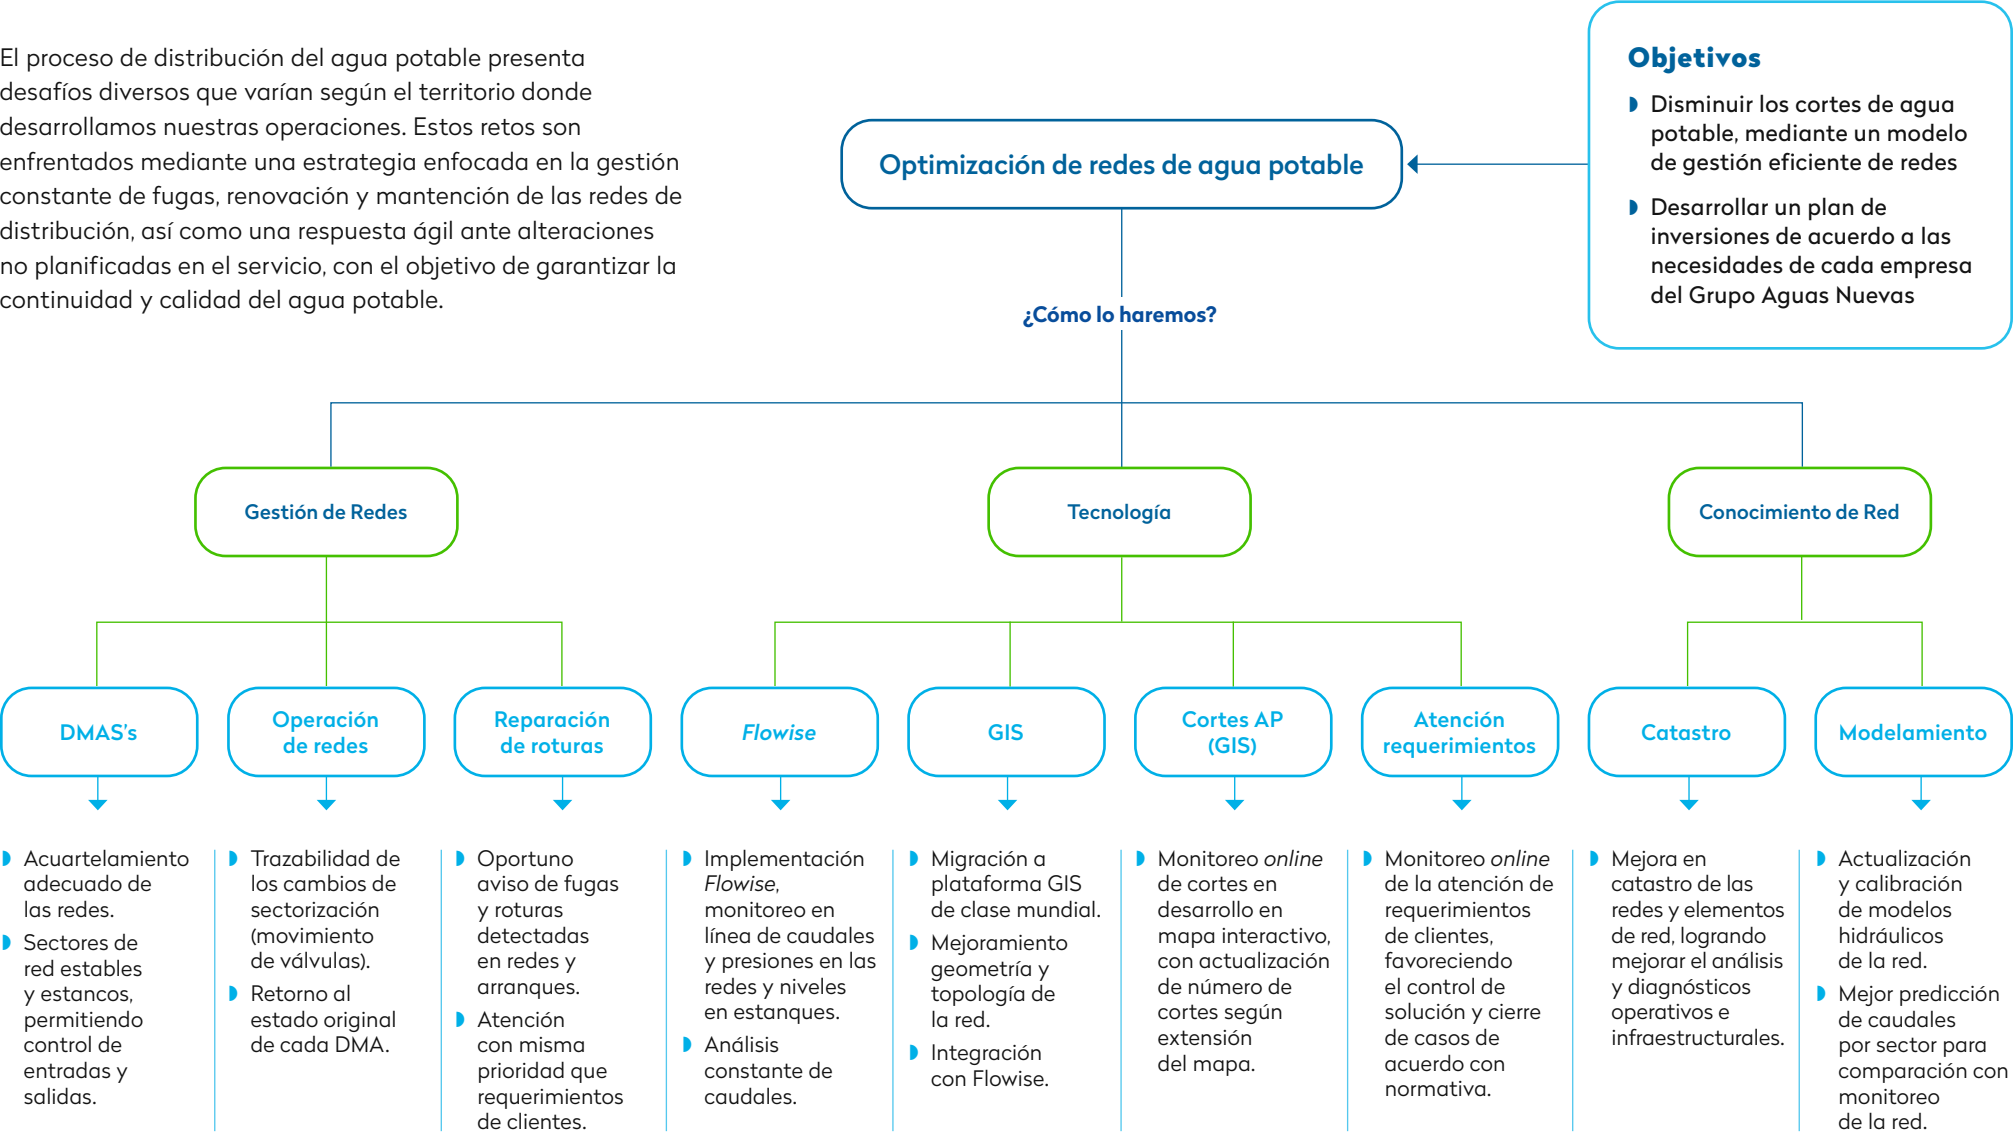 El proceso de distribución del agua potable presenta
desafíos diversos que varían según el territorio donde
desarrollamos nuestras operaciones. Estos retos son
enfrentados mediante una estrategia enfocada en la gestión
constante de fugas, renovación y mantención de las redes de
distribución, así como una respuesta ágil ante alteraciones
no planificadas en el servicio, con el objetivo de garantizar la
continuidad y calidad del agua potable.
Objetivos
Disminuir los cortes de agua
potable, mediante un modelo
de gestión eficiente de redes
Desarrollar un plan de
inversiones de acuerdo a las
necesidades de cada empresa
del Grupo Aguas Nuevas
Optimización de redes de agua potable
¿Cómo lo haremos?
Gestión de Redes
Tecnología
Conocimiento de Red
DMAS's
Operación
de redes
Reparación
de roturas
Flowise
GIS
Cortes AP
(GIS)
Atención
requerimientos
Catastro
Modelamiento
Acuartelamiento
adecuado de
las redes.
Sectores de
red estables
y estancos,
permitiendo
control de
entradas y
salidas.
Trazabilidad de
los cambios de
sectorización
(movimiento
de válvulas).
Retorno al
estado original
de cada DMA.
Oportuno
aviso de fugas
y roturas
detectadas
en redes y
arranques.
Atención
con misma
prioridad que
requerimientos
de clientes.
Implementación
Flowise,
monitoreo en
línea de caudales
y presiones en las
redes y niveles
en estanques.
Análisis
constante de
caudales.
Migración a
plataforma GIS
de clase mundial.
Mejoramiento
geometría y
topología de
la red.
Integración
con Flowise.
Monitoreo online
de cortes en
desarrollo en
mapa interactivo,
con actualización
de número de
cortes según
extensión
del mapa.
Monitoreo online
de la atención de
requerimientos
de clientes,
favoreciendo
el control de
solución y cierre
de casos de
acuerdo con
normativa.
Mejora en
catastro de las
redes y elementos
de red, logrando
mejorar el análisis
y diagnósticos
operativos e
infraestructurales.
Actualización
y calibración
de modelos
hidráulicos
de la red.
Mejor predicción
de caudales
por sector para
comparación con
monitoreo
de la red.